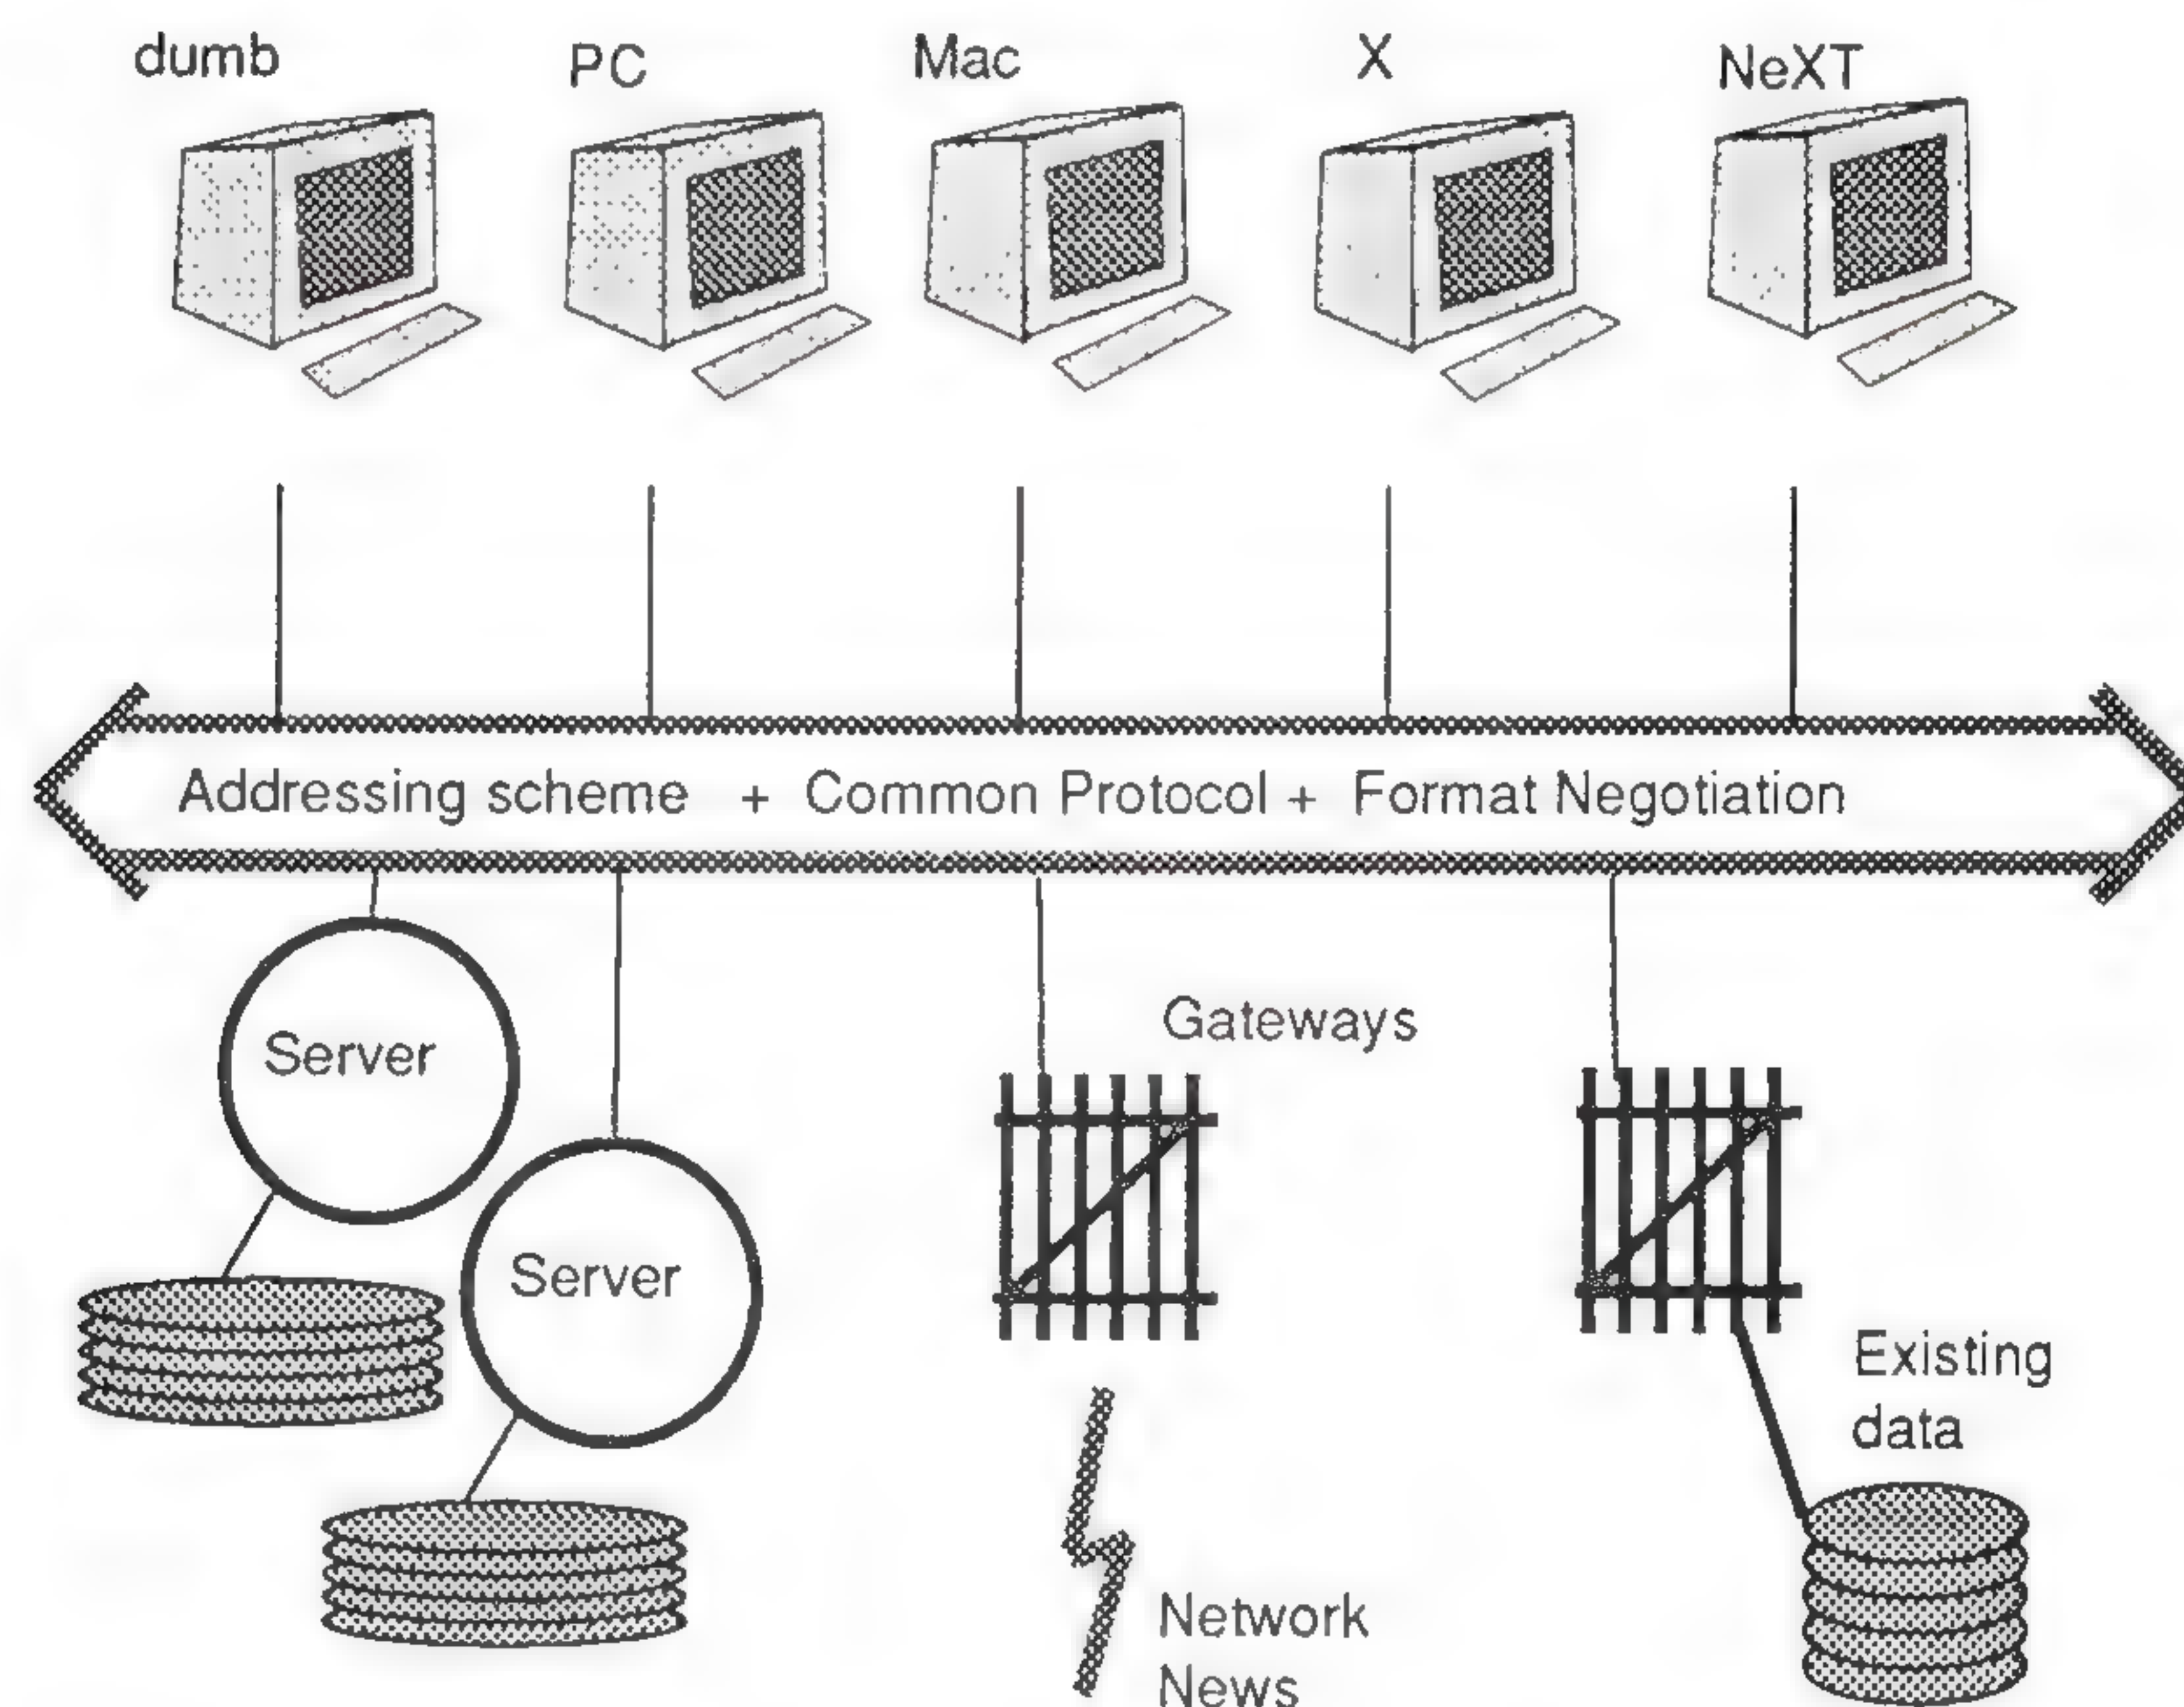 dumb
PC
Mac
X
NeXT
Addressing scheme + Common Protocol + Format Negotiation
Server
Gateways
Server
Existing
data
Network
News